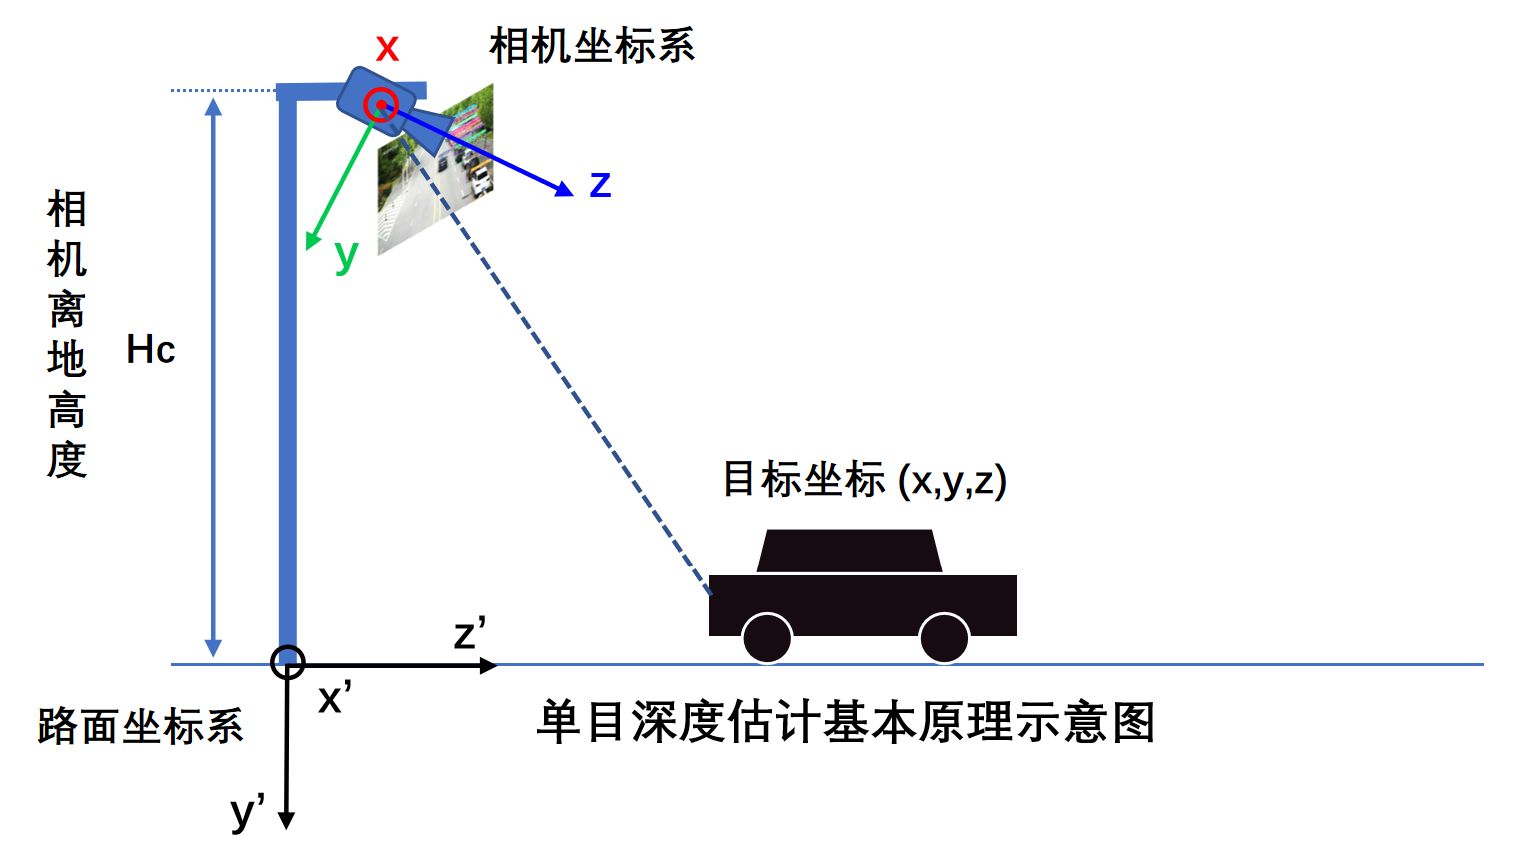 x
相机坐标系
z
y
相机离地高度
Hc
目标坐标 (x,y,z)
z’
x’
路面坐标系
单目深度估计基本原理示意图
y’